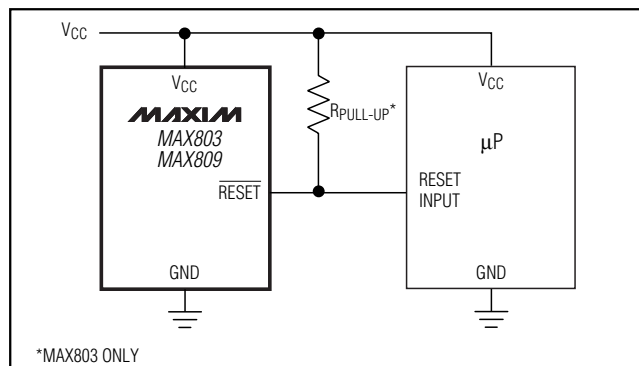 VCC
VCC
MAXIM
MAX803
MAX809
RESET
GND
RPULL-UP*
VCC
μP
RESET
INPUT
GND
*MAX803 ONLY